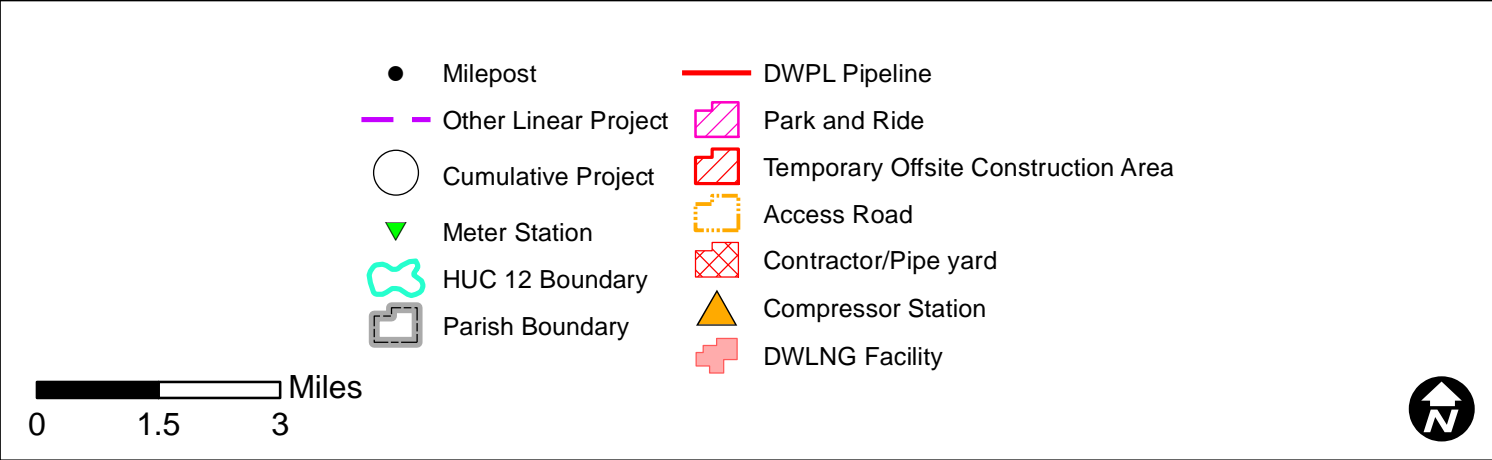 Milepost
Other Linear Project
Cumulative Project
Meter Station
HUC 12 Boundary
Parish Boundary
DWPL Pipeline
Park and Ride
Temporary Offsite Construction Area
Access Road
Contractor/Pipe yard
Compressor Station
DWLNG Facility
Miles
0 1.5 3
N